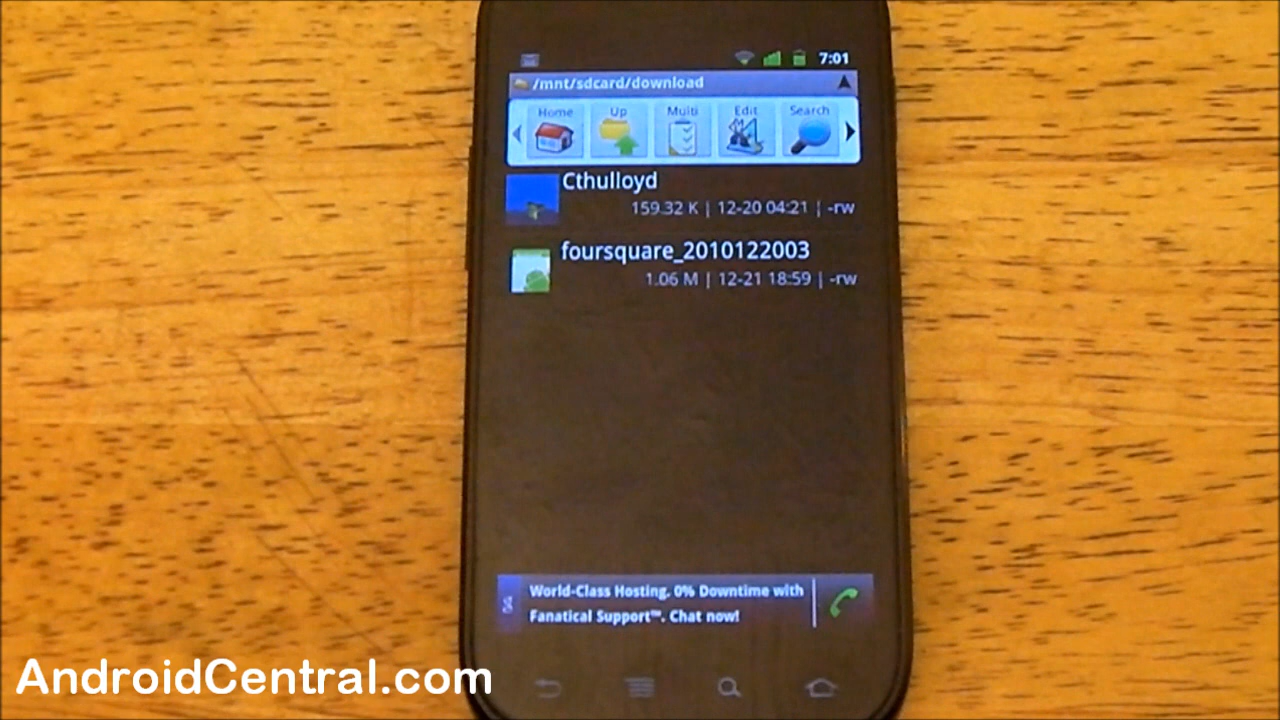 7:01
/mnt/sdcard/download
Home Up Multi Edit Search
Cthulloyd
159.32 K | 12-20 04:21 | -rw
foursquare_2010122003
1.06 M | 12-21 18:59 | -rw
World-Class Hosting. 0% Downtime with
Fanatical Support™. Chat now!
AndroidCentral.com